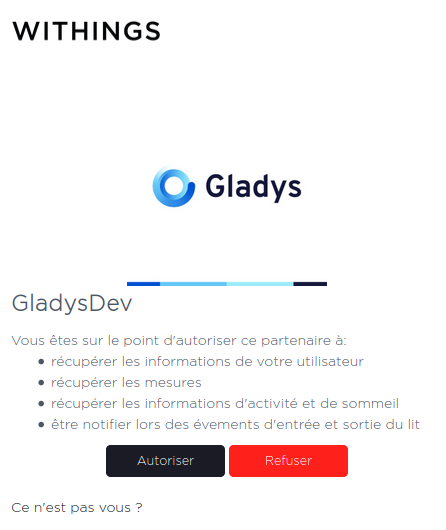 WITHINGS
Gladys
GladysDev
Vous êtes sur le point d'autoriser ce partenaire à:
récupérer les informations de votre utilisateur
récupérer les mesures
récupérer les informations d'activité et de sommeil
être notifier lors des évements d'entrée et sortie du lit
Autoriser Refuser
Ce n'est pas vous ?